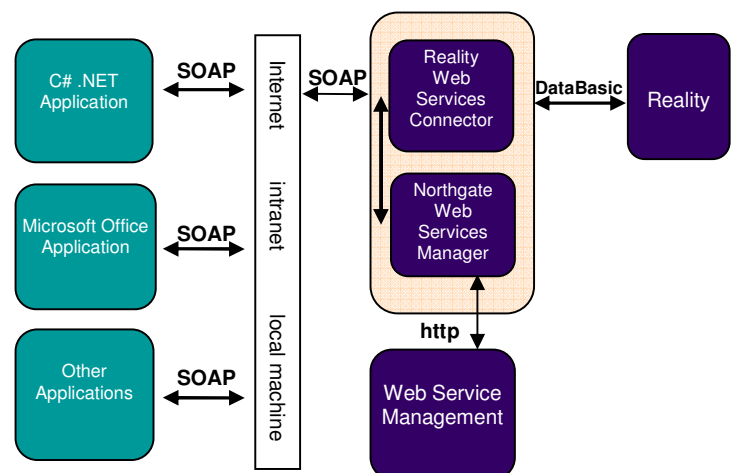 C# .NET
Application
SOAP
Microsoft Office
Application
SOAP
Other
Applications
SOAP
Internet
intranet
local machine
SOAP
Reality
Web
Services
Connector
Northgate
Web
Services
Manager
DataBasic
Reality
http
Web Service
Management